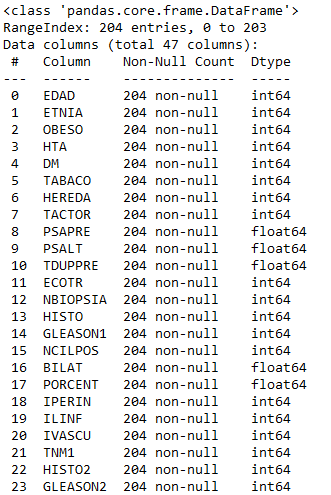 <class 'pandas.core.frame.DataFrame'>
RangeIndex: 204 entries, 0 to 203
Data columns (total 47 columns):
 #   Column    Non-Null Count  Dtype
---  ------    --------------  -----
 0   EDAD      204 non-null    int64
 1   ETNIA     204 non-null    int64
 2   OBESO     204 non-null    int64
 3   HTA       204 non-null    int64
 4   DM        204 non-null    int64
 5   TABACO    204 non-null    int64
 6   HEREDA    204 non-null    int64
 7   TACTOR    204 non-null    int64
 8   PSAPRE    204 non-null    float64
 9   PSALT     204 non-null    float64
 10  TDUPPRE   204 non-null    float64
 11  ECOTR     204 non-null    int64
 12  NBIOPSIA  204 non-null    int64
 13  HISTO     204 non-null    int64
 14  GLEASON1  204 non-null    int64
 15  NCILPOS   204 non-null    int64
 16  BILAT     204 non-null    float64
 17  PORCENT   204 non-null    float64
 18  IPERIN    204 non-null    int64
 19  ILINF     204 non-null    int64
 20  IVASCU    204 non-null    int64
 21  TNM1      204 non-null    int64
 22  HISTO2    204 non-null    int64
 23  GLEASON2  204 non-null    int64